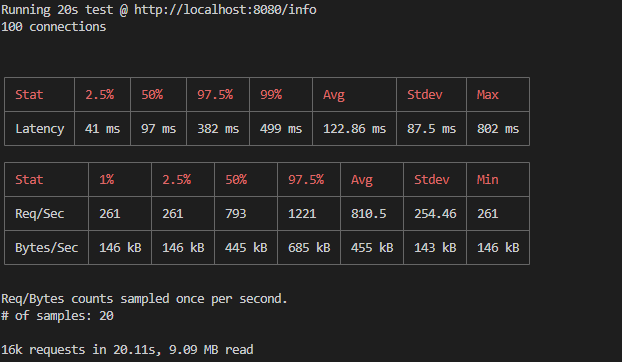 Running 20s test @ http://localhost:8080/info
100 connections
Stat 2.5% 50% 97.5% 99% Avg Stdev Max
Latency 41 ms 97 ms 382 ms 499 ms 122.86 ms 87.5 ms 802 ms
Stat 1% 2.5% 50% 97.5% Avg Stdev Min
Req/Sec 261 261 793 1221 810.5 254.46 261
Bytes/Sec 146 kB 146 kB 445 kB 685 kB 455 kB 143 kB 146 kB
Req/Bytes counts sampled once per second.
# of samples: 20
16k requests in 20.11s, 9.09 MB read